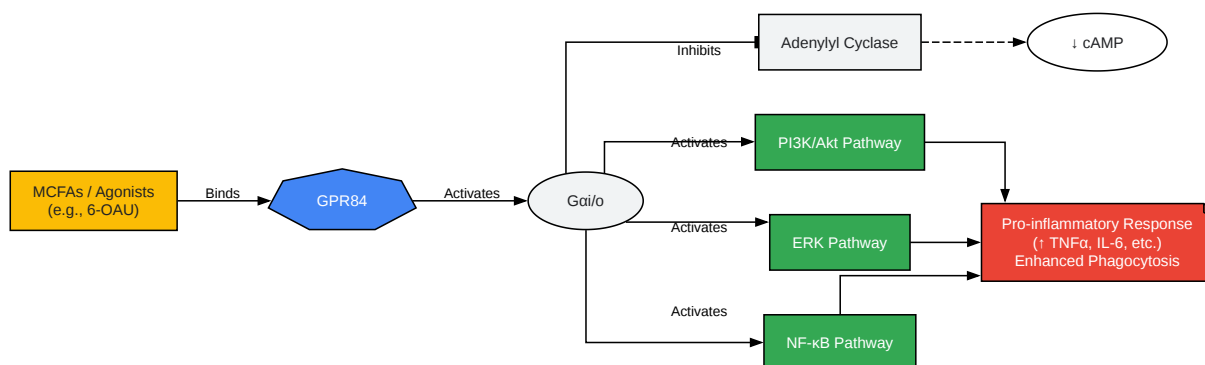 MCFAs / Agonists
(e.g., 6-OAU)
Binds
GPR84
Activates
Gαi/o
Inhibits
Adenylyl Cyclase
↓ cAMP
Activates
PI3K/Akt Pathway
Activates
ERK Pathway
Activates
NF-κB Pathway
Pro-inflammatory Response
(↑ TNFα, IL-6, etc.)
Enhanced Phagocytosis